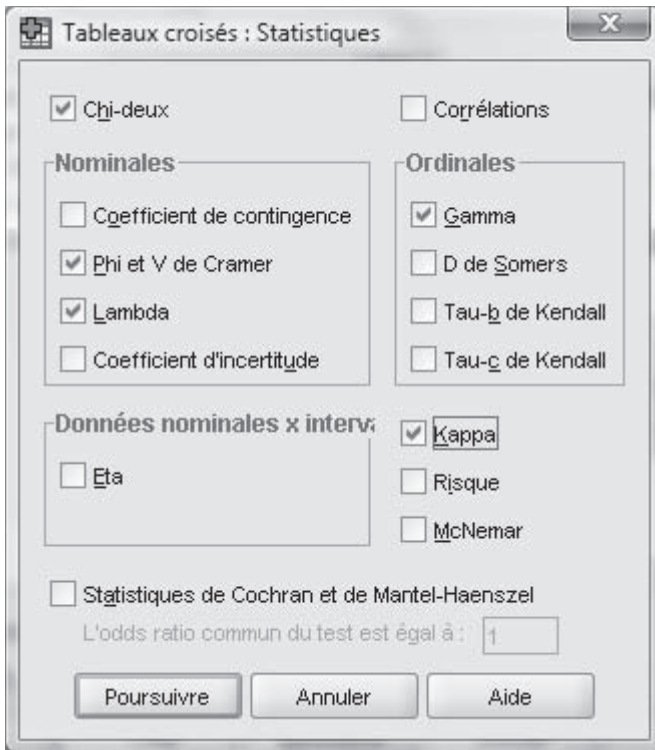 Tableaux croisés : Statistiques
Chi-deux
Corrélations
Nominales
Coefficient de contingence
Phi et V de Cramer
Lambda
Coefficient d'incertitude
Ordinales
Gamma
D de Somers
Tau-b de Kendall
Tau-c de Kendall
Données nominales x interva
Eta
Kappa
Risque
McNemar
Statistiques de Cochran et de Mantel-Haenszel
L'odds ratio commun du test est égal à : 1
Poursuivre Annuler Aide